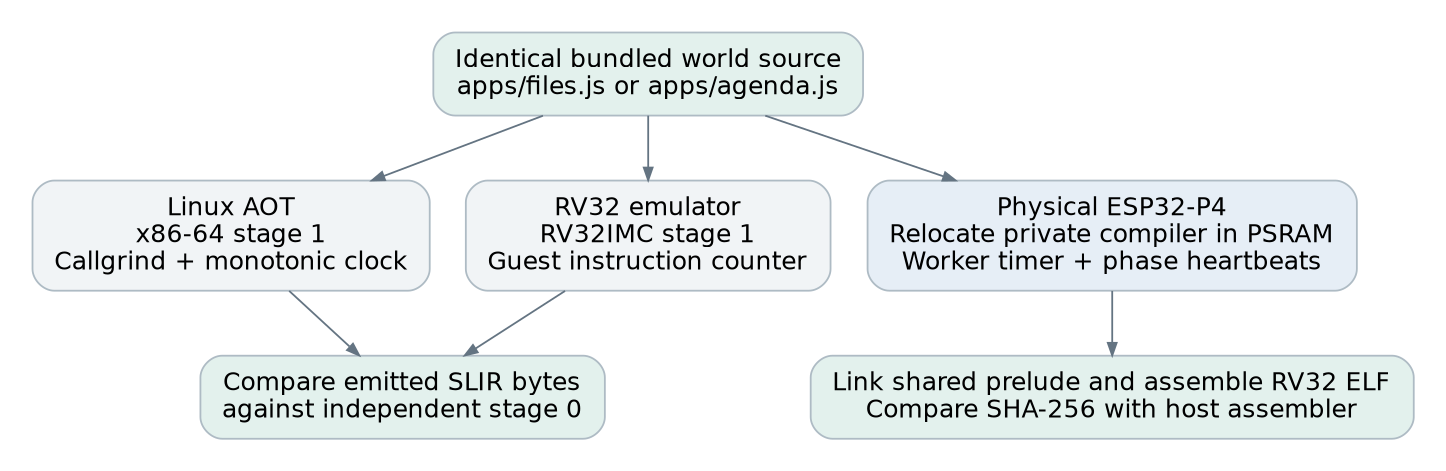 Identical bundled world source
apps/files.js or apps/agenda.js
Linux AOT
x86-64 stage 1
Callgrind + monotonic clock
RV32 emulator
RV32IMC stage 1
Guest instruction counter
Physical ESP32-P4
Relocate private compiler in PSRAM
Worker timer + phase heartbeats
Compare emitted SLIR bytes
against independent stage 0
Link shared prelude and assemble RV32 ELF
Compare SHA-256 with host assembler